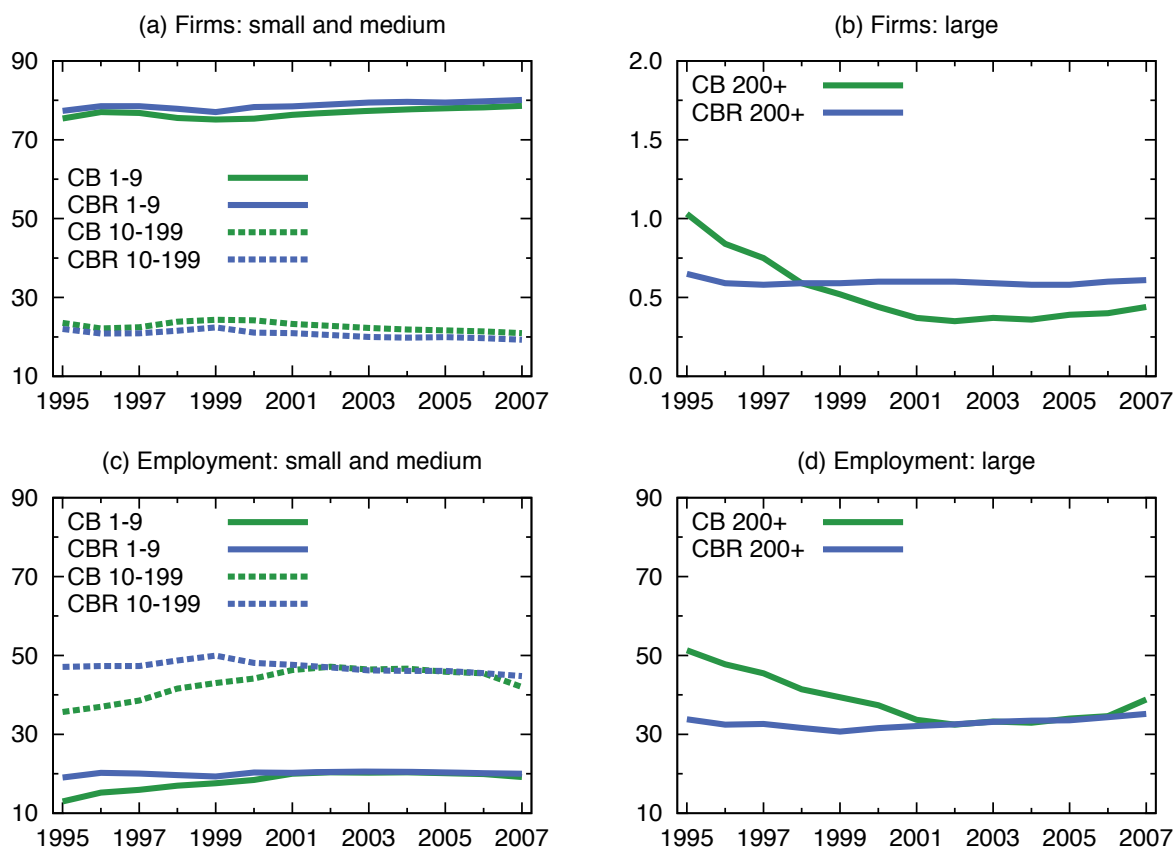 (a) Firms: small and medium
90
70
50
30
10
CB 1-9
CBR 1-9
CB 10-199
CBR 10-199
1995 1997 1999 2001 2003 2005 2007
(b) Firms: large
2.0
1.5
1.0
0.5
0.0
CB 200+
CBR 200+
1995 1997 1999 2001 2003 2005 2007
(c) Employment: small and medium
90
70
50
30
10
CB 1-9
CBR 1-9
CB 10-199
CBR 10-199
1995 1997 1999 2001 2003 2005 2007
(d) Employment: large
90
70
50
30
10
CB 200+
CBR 200+
1995 1997 1999 2001 2003 2005 2007